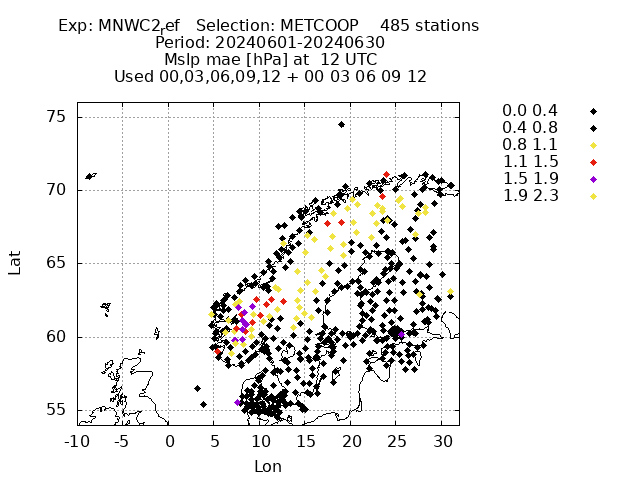 Exp: MNWC2ref   Selection: METCOOP    485 stations
Period: 20240601-20240630
Mslp mae [hPa] at  12 UTC
Used 00,03,06,09,12 + 00 03 06 09 12
0.0 0.4
0.4 0.8
0.8 1.1
1.1 1.5
1.5 1.9
1.9 2.3
75
70
65
60
55
Lat
-10 -5 0 5 10 15 20 25 30
Lon